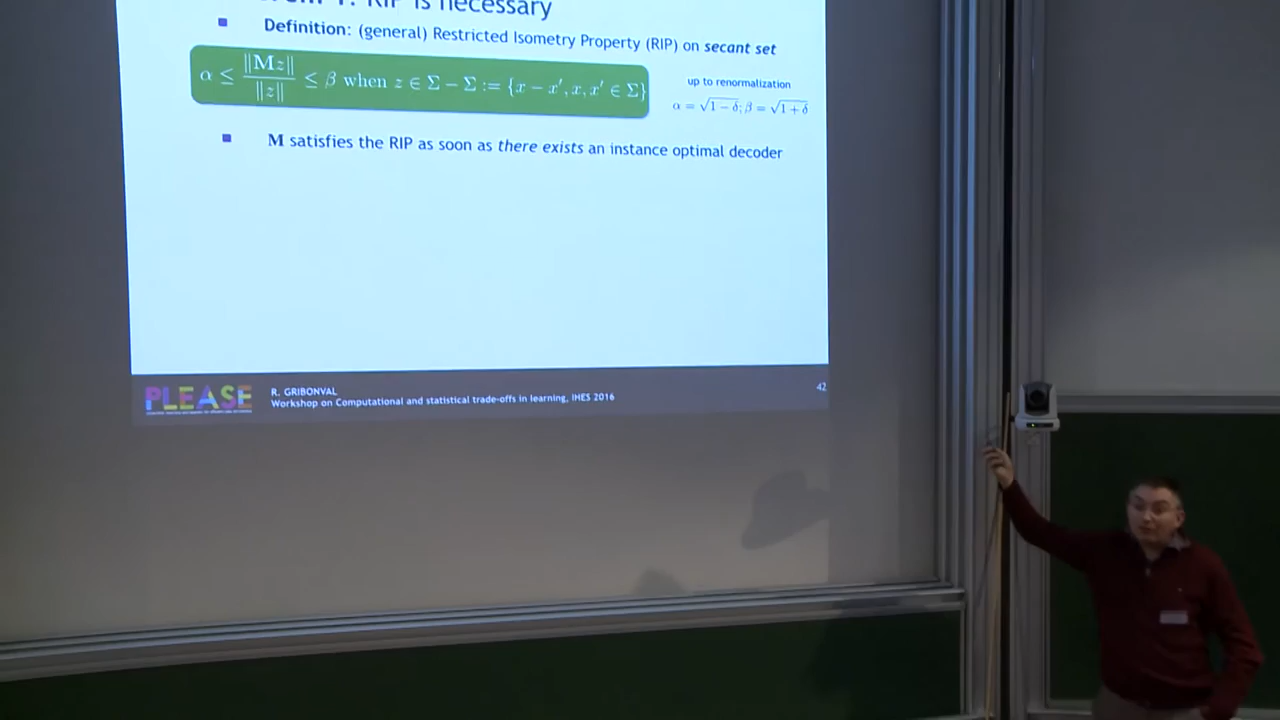 RIP is necessary
Definition: (general) Restricted Isometry Property (RIP) on secant set
α ≤ ‖Mz‖ / ‖z‖ ≤ β when z ∈ Σ − Σ := {x − x′, x, x′ ∈ Σ}
up to renormalization
α = √1 − δ; β = √1 + δ
M satisfies the RIP as soon as there exists an instance optimal decoder
PLEASE
R. GRIBONVAL
Workshop on Computational and statistical trade-offs in learning, IHES 2016
42